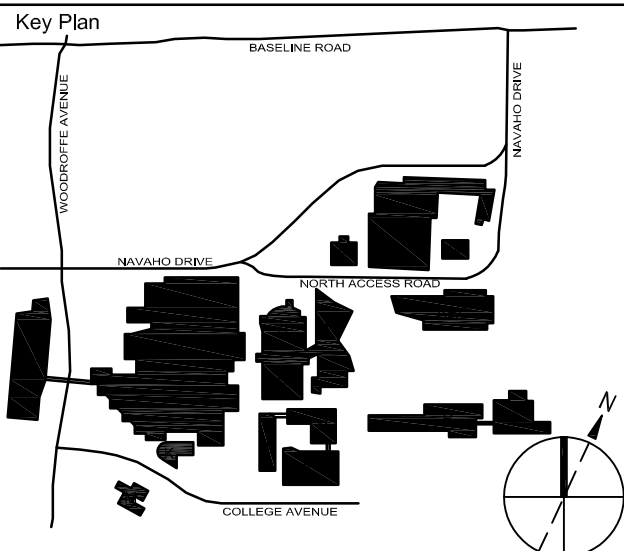 Key Plan
BASELINE ROAD
WOODROFFE AVENUE
NAVAHO DRIVE
NAVAHO DRIVE
NORTH ACCESS ROAD
N
COLLEGE AVENUE